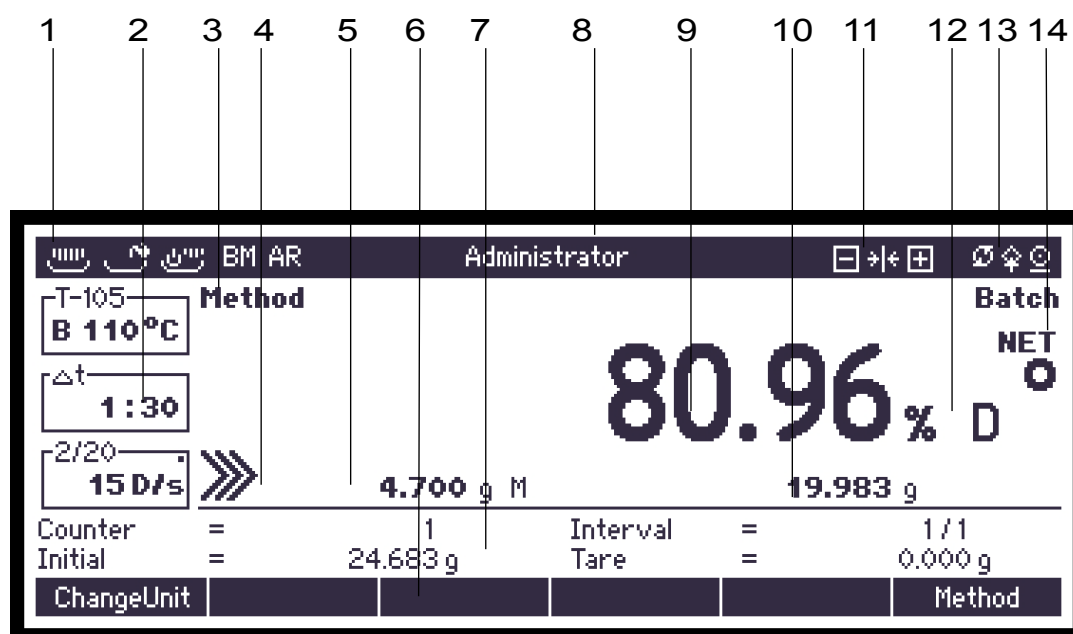 1 2 3 4 5 6 7 8 9 10 11 12 13 14
BM AR Administrator
T-105 Method Batch
B 110°C NET
△t
1:30 80.96 % D
2/20
15 D/s 4.700 g M 19.983 g
Counter = 1 Interval = 1/1
Initial = 24.683 g Tare = 0.000 g
ChangeUnit Method